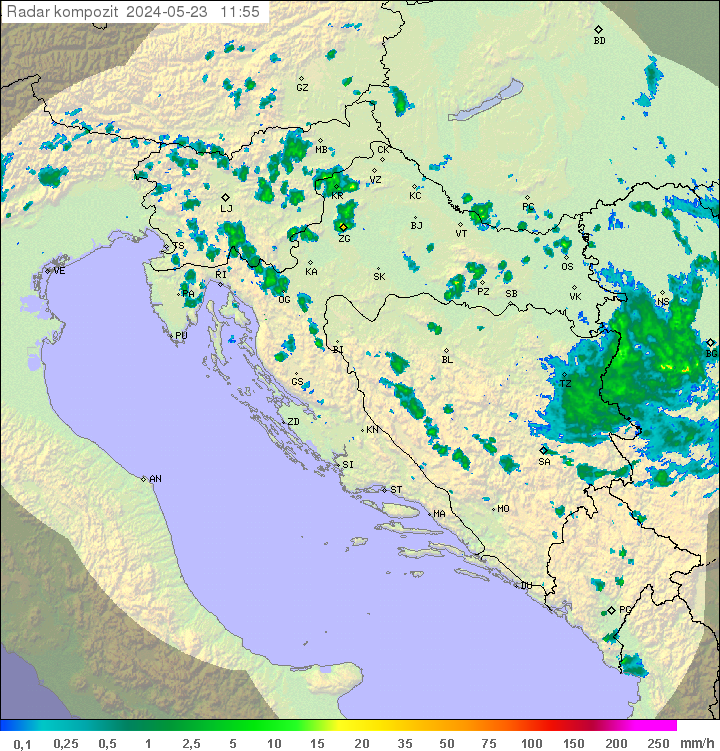 Radar kompozit 2024-05-23 11:55
BD
GZ
MB
CK
VZ
KR
KC
PC
LJ
BJ
VT
ZG
TS
OS
VE
RI
KA
SK
PA
OG
PZ
SB
VK
NS
PU
BI
BL
BG
GS
TZ
ZD
KN
SI
SA
AN
ST
MA
MO
DU
PG
0,1 0,25 0,5 1 2,5 5 10 15 20 35 50 75 100 150 200 250 mm/h